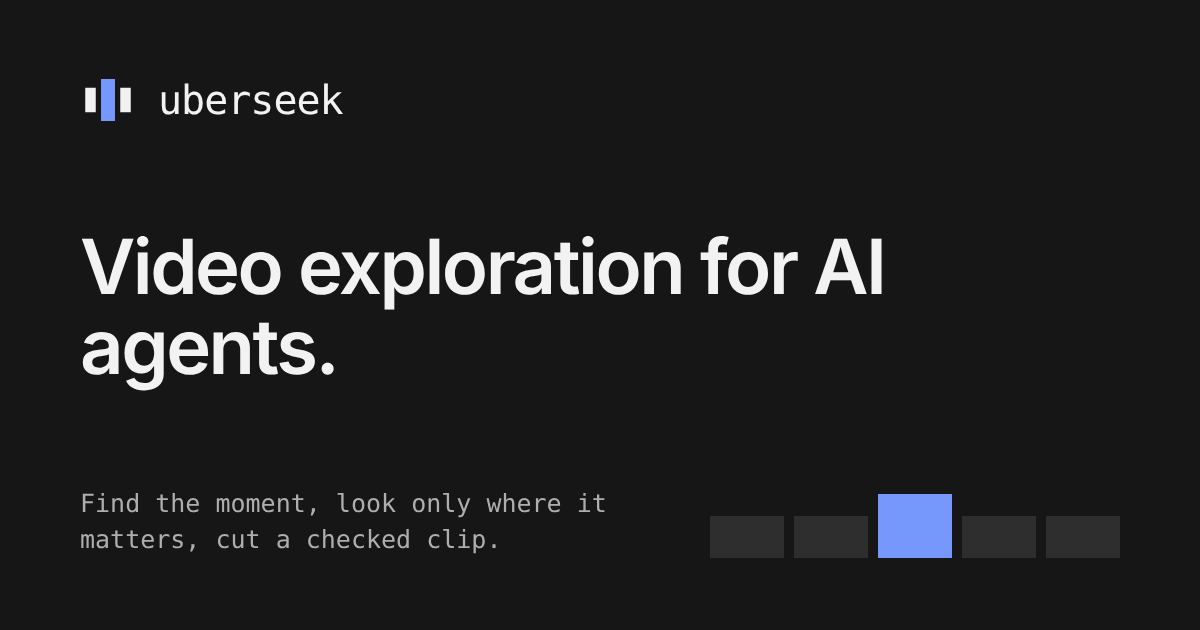 uberseek
Video exploration for AI
agents.
Find the moment, look only where it
matters, cut a checked clip.